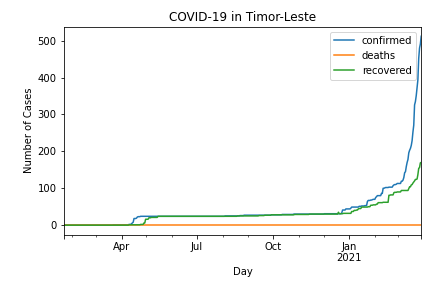 COVID-19 in Timor-Leste
confirmed
deaths
recovered
Number of Cases
500
400
300
200
100
0
Apr
Jul
Oct
Jan
2021
Day